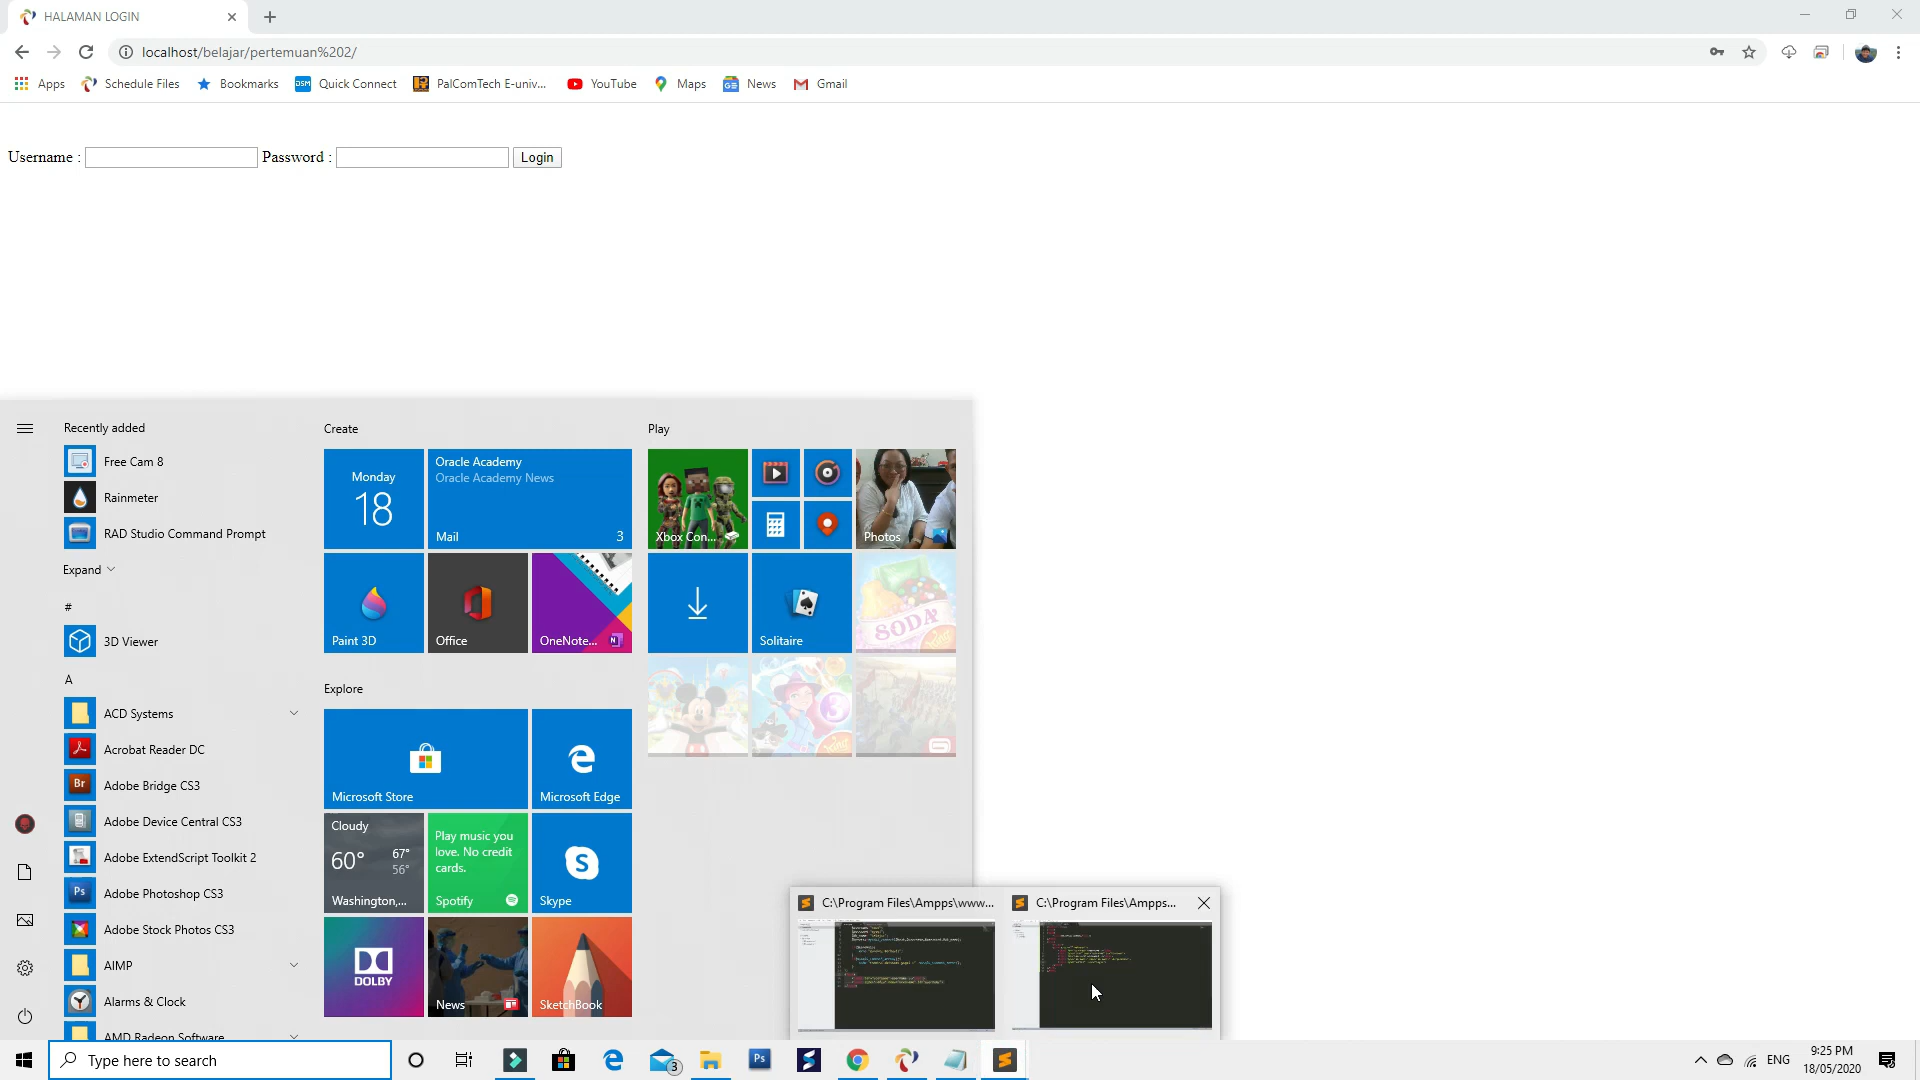 HALAMAN LOGIN
localhost/belajar/pertemuan%202/
Apps
Schedule Files
Bookmarks
Quick Connect
PalComTech E-univ...
YouTube
Maps
News
Gmail
Username :
Password :
Login
Recently added
Free Cam 8
Rainmeter
RAD Studio Command Prompt
Expand
#
3D Viewer
A
ACD Systems
Acrobat Reader DC
Adobe Bridge CS3
Adobe Device Central CS3
Adobe ExtendScript Toolkit 2
Adobe Photoshop CS3
Adobe Stock Photos CS3
AIMP
Alarms & Clock
AMD Radeon Software
Create
Monday
18
Oracle Academy
Oracle Academy News
Mail
3
Paint 3D
Office
OneNote...
Explore
Microsoft Store
Microsoft Edge
Cloudy
60°
67°
56°
Washington,...
Play music you
love. No credit
cards.
Spotify
Skype
DOLBY
News
SketchBook
Play
Xbox Con...
Photos
Solitaire
SODA
C:\Program Files\Ampps\www...
C:\Program Files\Ampps...
Type here to search
3
ENG
9:25 PM
18/05/2020